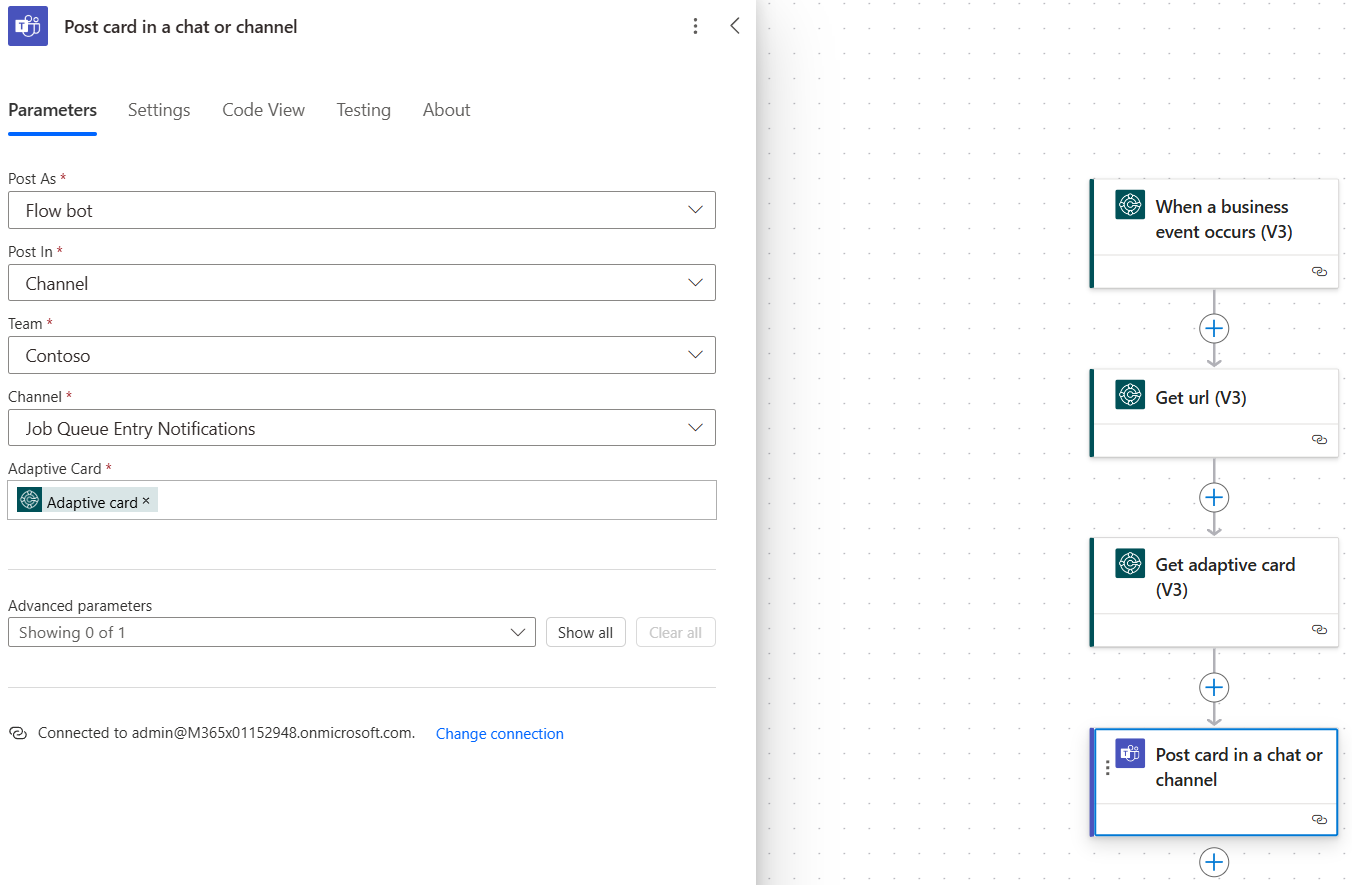 Post card in a chat or channel
Parameters
Settings
Code View
Testing
About
Post As *
Flow bot
Post In *
Channel
Team *
Contoso
Channel *
Job Queue Entry Notifications
Adaptive Card *
Adaptive card ×
Advanced parameters
Showing 0 of 1
Show all
Clear all
Connected to admin@M365x01152948.onmicrosoft.com.
Change connection
When a business
event occurs (V3)
Get url (V3)
Get adaptive card
(V3)
Post card in a chat or
channel